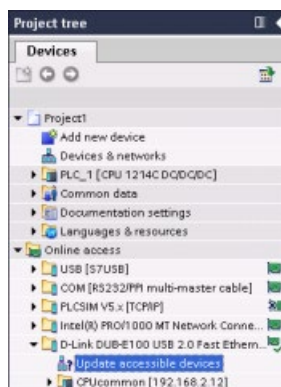 Project tree
Devices
Project1
Add new device
Devices & networks
PLC_1 [CPU 1214C DC/DC/DC]
Common data
Documentation settings
Languages & resources
Online access
USB [S7USB]
COM [RS232/PPI multi-master cable]
PLCSIM V5.x [TCP/IP]
Intel(R) PRO/1000 MT Network Conne...
D-Link DUB-E100 USB 2.0 Fast Ethern...
Update accessible devices
CPUcommon [192.168.2.12]